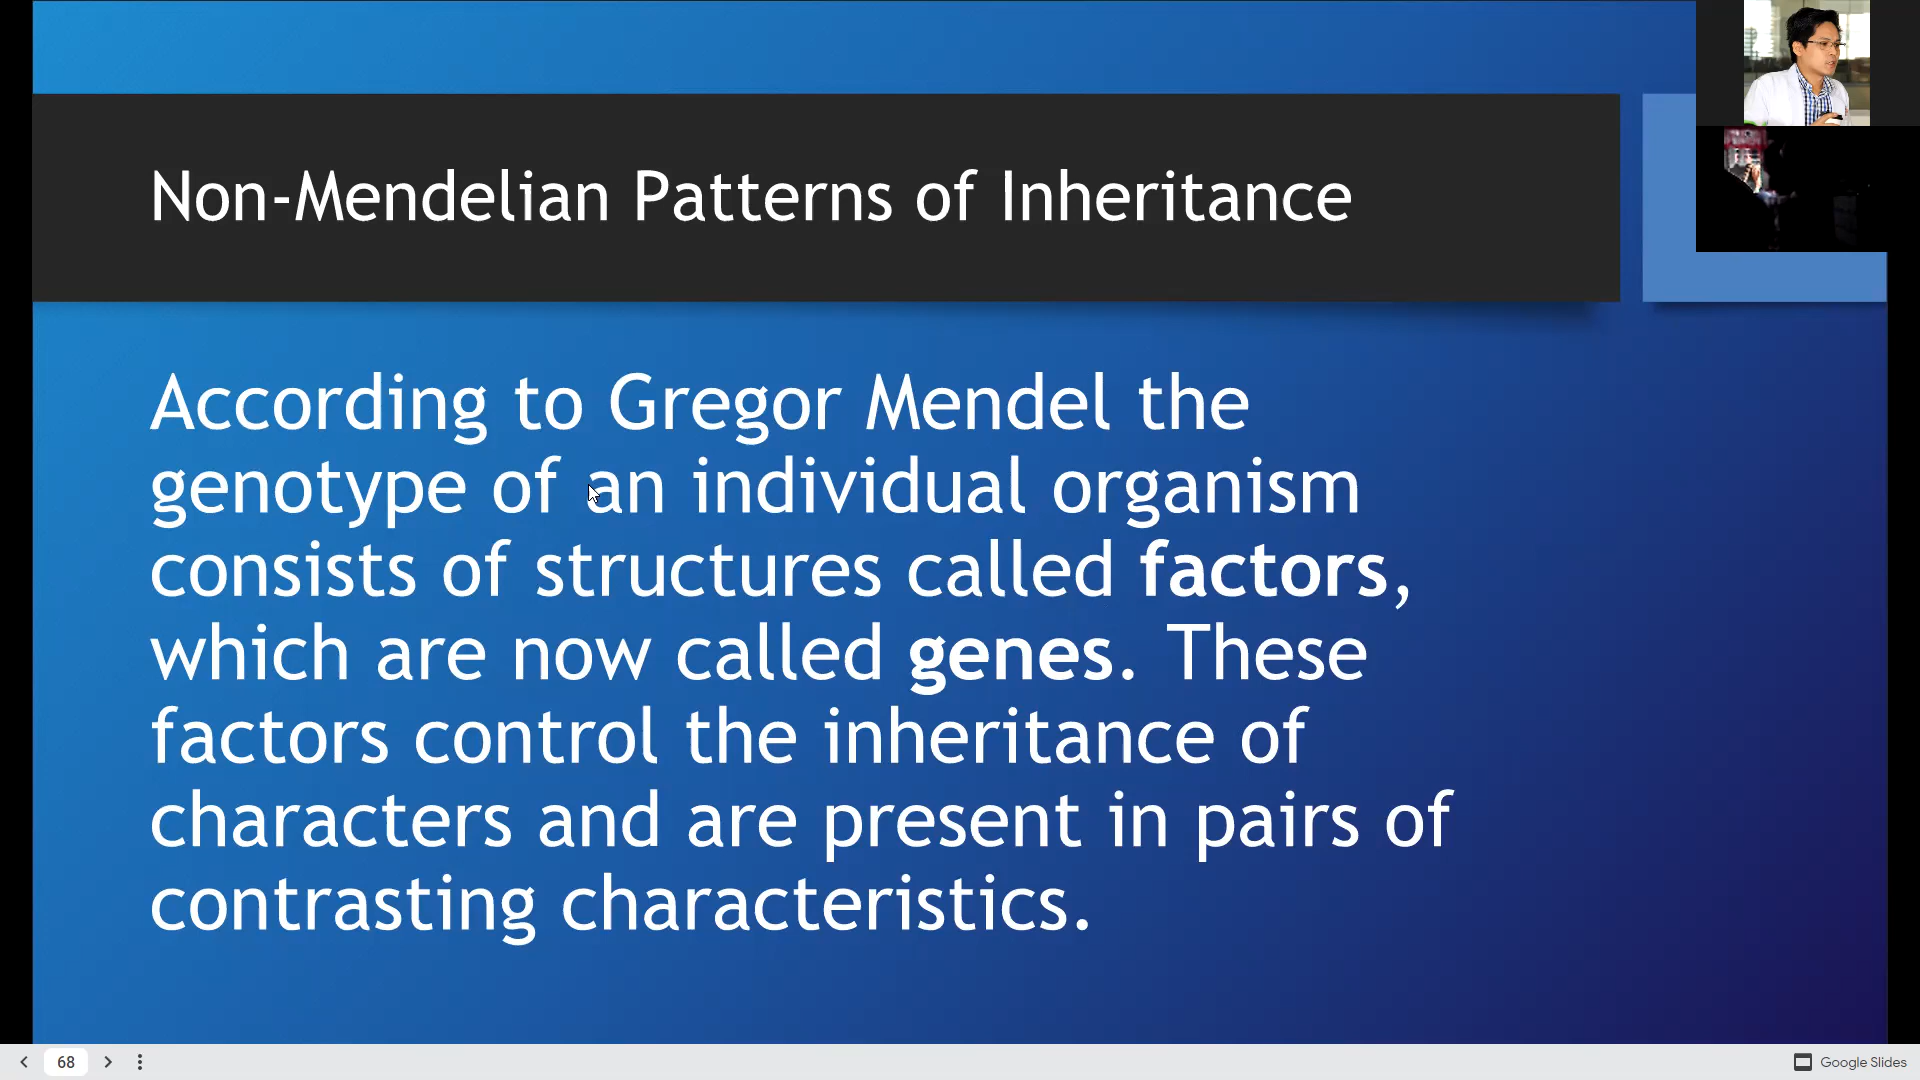 Non-Mendelian Patterns of Inheritance
According to Gregor Mendel the
genotype of an individual organism
consists of structures called factors,
which are now called genes. These
factors control the inheritance of
characters and are present in pairs of
contrasting characteristics.
68
Google Slides